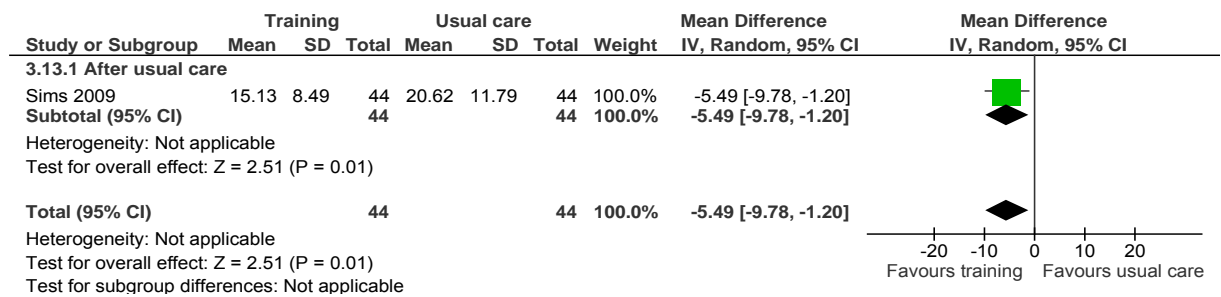 Training Usual care Mean Difference Mean Difference
Study or Subgroup Mean SD Total Mean SD Total Weight IV, Random, 95% CI IV, Random, 95% CI
3.13.1 After usual care
Sims 2009 15.13 8.49 44 20.62 11.79 44 100.0% -5.49 [-9.78, -1.20]
Subtotal (95% CI) 44 44 100.0% -5.49 [-9.78, -1.20]
Heterogeneity: Not applicable
Test for overall effect: Z = 2.51 (P = 0.01)
Total (95% CI) 44 44 100.0% -5.49 [-9.78, -1.20]
Heterogeneity: Not applicable
Test for overall effect: Z = 2.51 (P = 0.01)
Test for subgroup differences: Not applicable
-20 -10 0 10 20
Favours training Favours usual care